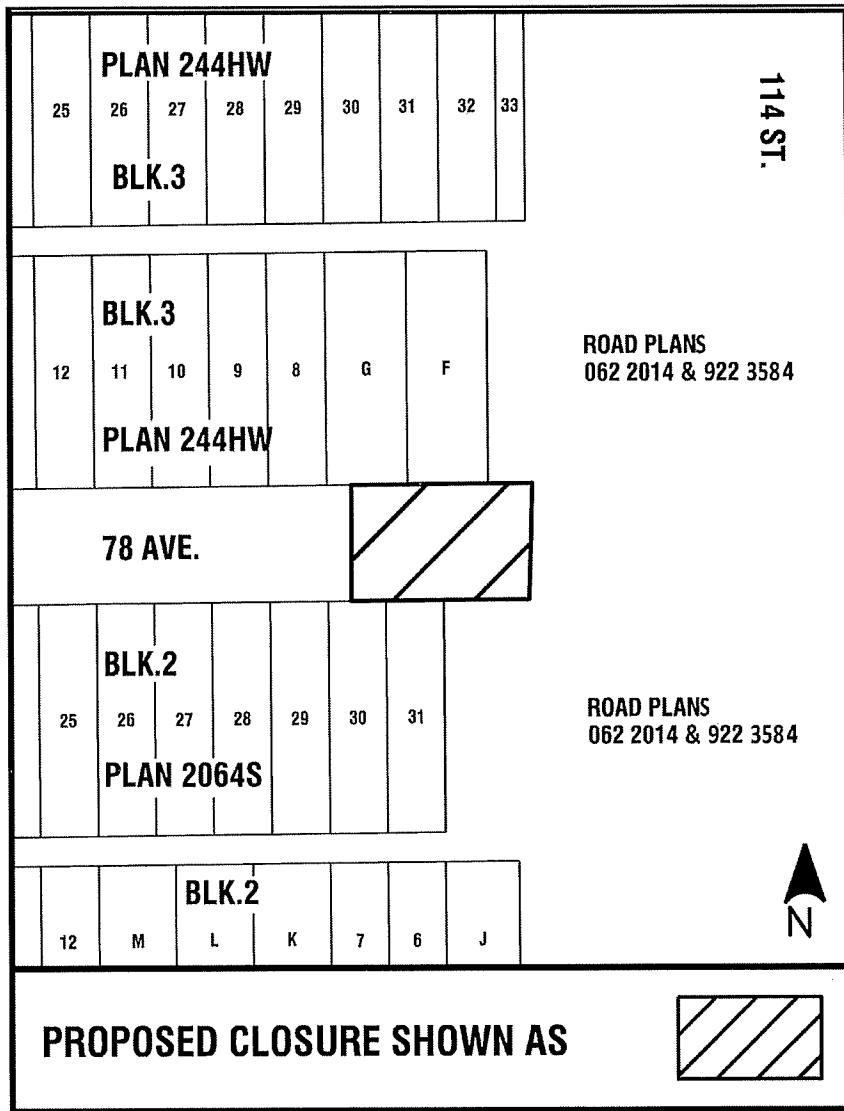 PLAN 244HW
25 26 27 28 29 30 31 32 33
BLK.3
114 ST.
BLK.3
12 11 10 9 8 G F
PLAN 244HW
ROAD PLANS
062 2014 & 922 3584
78 AVE.
BLK.2
25 26 27 28 29 30 31
PLAN 2064S
ROAD PLANS
062 2014 & 922 3584
BLK.2
12 M L K 7 6 J
N
PROPOSED CLOSURE SHOWN AS